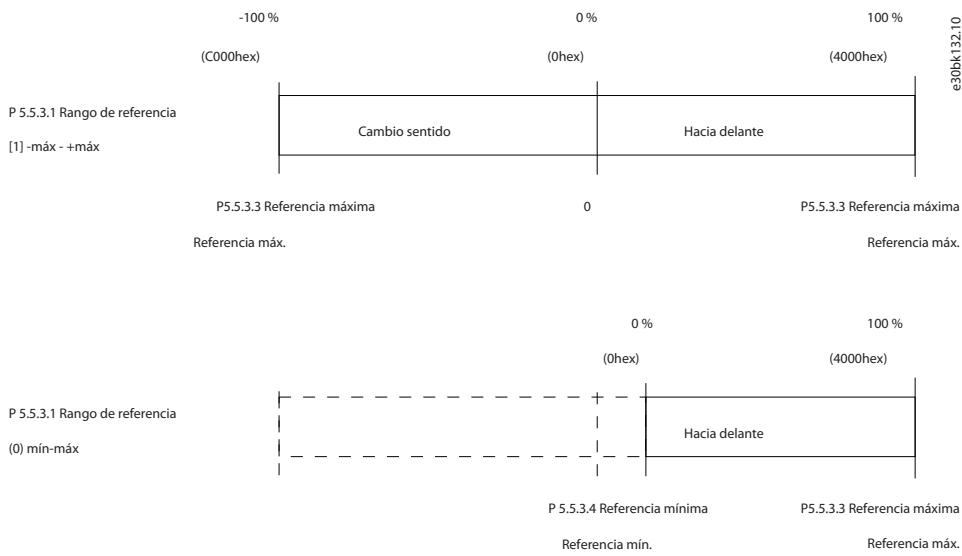 -100 %
0 %
100 %
(C000hex)
(0hex)
(4000hex)
e30bk132.10
P 5.5.3.1 Rango de referencia
[1] -máx - +máx
Cambio sentido
Hacia delante
P5.5.3.3 Referencia máxima
0
P5.5.3.3 Referencia máxima
Referencia máx.
Referencia máx.
0 %
100 %
(0hex)
(4000hex)
P 5.5.3.1 Rango de referencia
(0) mín-máx
Hacia delante
P 5.5.3.4 Referencia mínima
P5.5.3.3 Referencia máxima
Referencia mín.
Referencia máx.